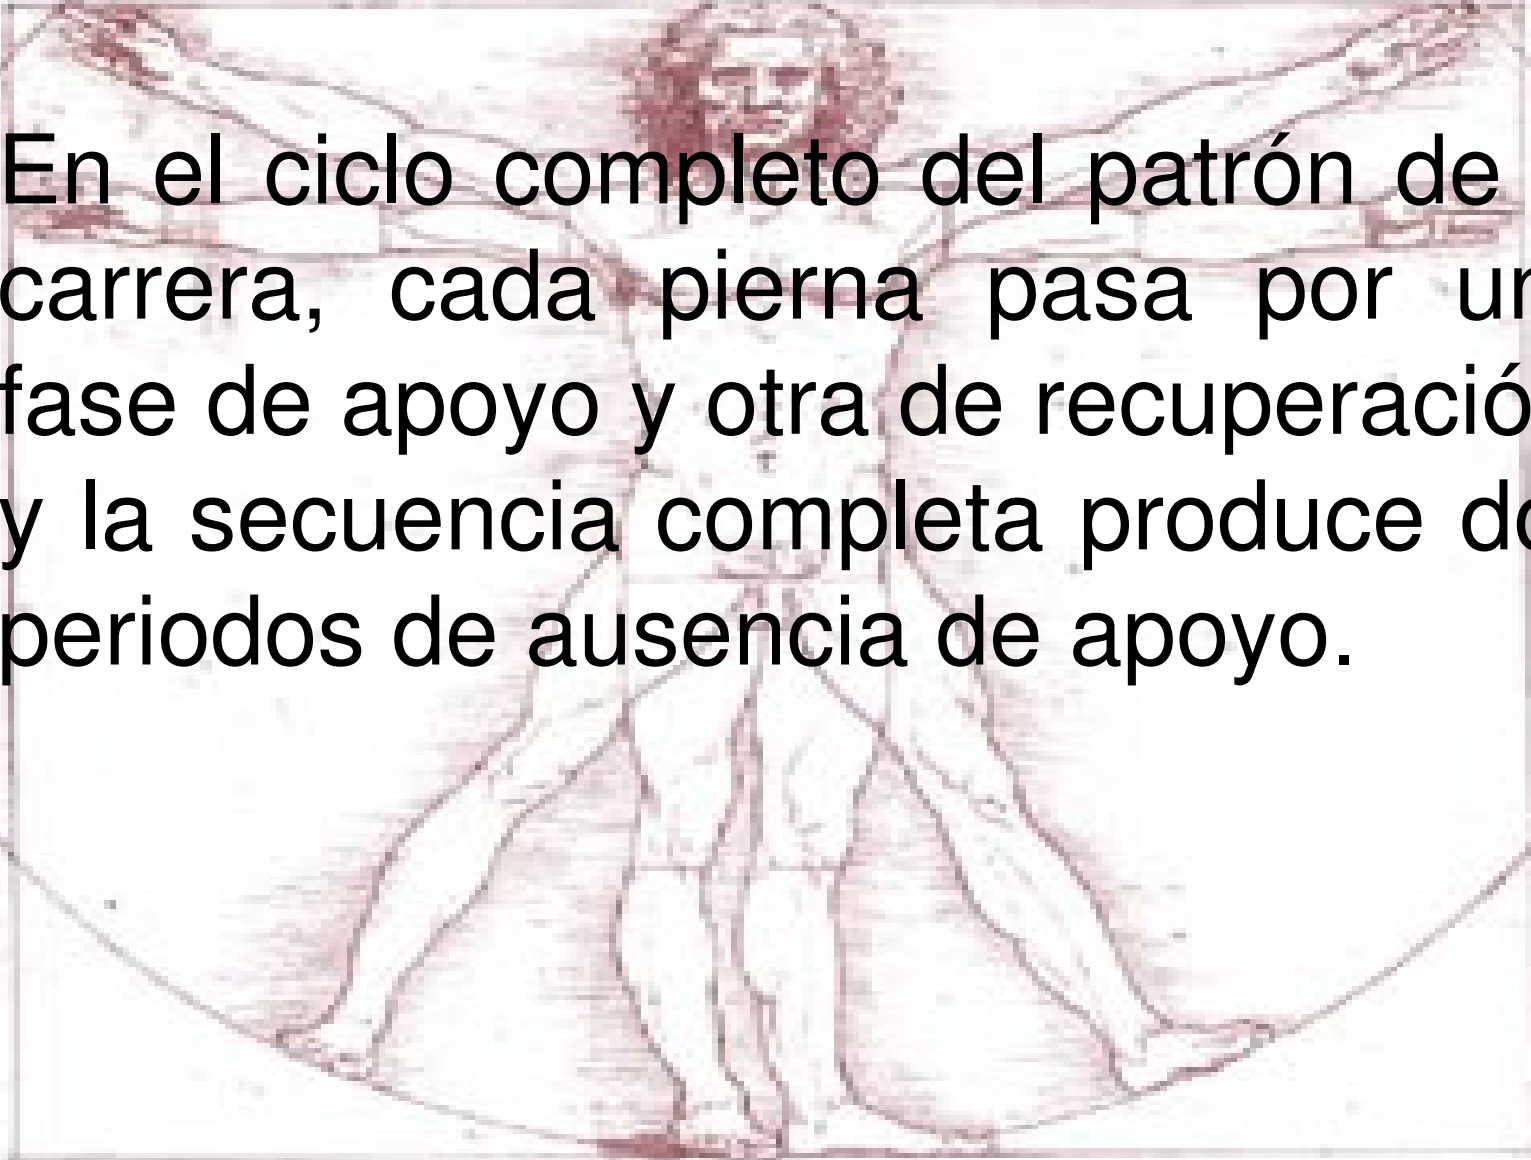 En el ciclo completo del patrón de
carrera, cada pierna pasa por
fase de apoyo y otra de
y la secuencia completa produce
periodos de ausencia de apoyo.